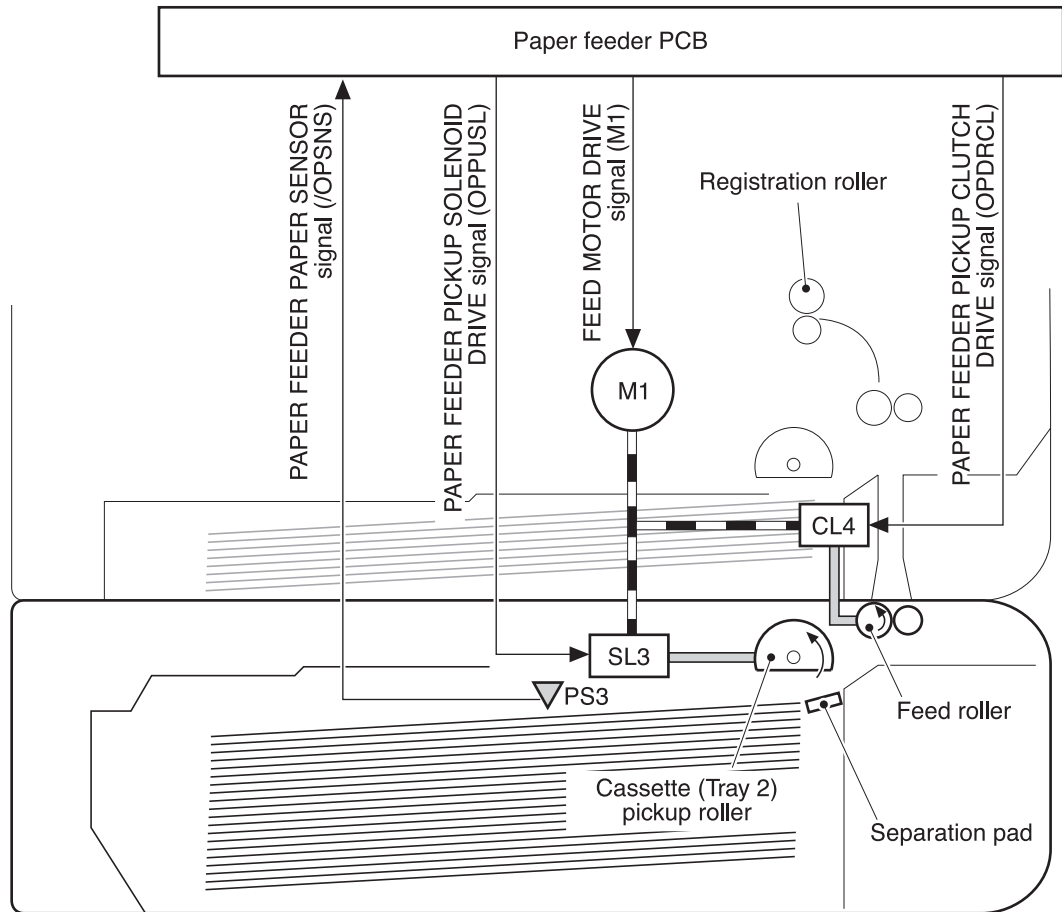 Paper feeder PCB
PAPER FEEDER PAPER SENSOR
signal (/OPSNS)
PAPER FEEDER PICKUP SOLENOID
DRIVE signal (OPPUSL)
FEED MOTOR DRIVE
signal (M1)
PAPER FEEDER PICKUP CLUTCH
DRIVE signal (OPDRCL)
Registration roller
M1
CL4
SL3
PS3
Feed roller
Cassette (Tray 2)
pickup roller
Separation pad